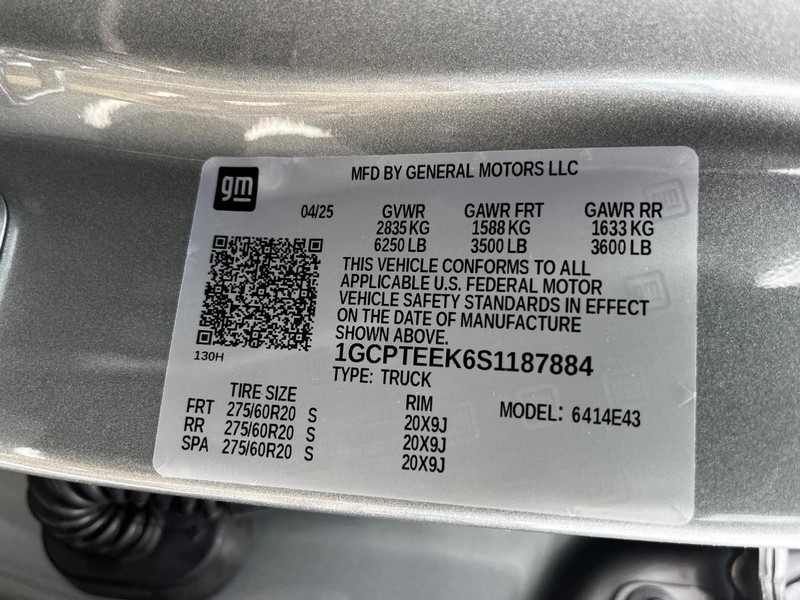 gm
MFD BY GENERAL MOTORS LLC
04/25 GVWR GAWR FRT GAWR RR
2835 KG 1588 KG 1633 KG
6250 LB 3500 LB 3600 LB
THIS VEHICLE CONFORMS TO ALL
APPLICABLE U.S. FEDERAL MOTOR
VEHICLE SAFETY STANDARDS IN EFFECT
ON THE DATE OF MANUFACTURE
SHOWN ABOVE.
130H
1GCPTEEK6S1187884
TYPE: TRUCK
TIRE SIZE RIM MODEL: 6414E43
FRT 275/60R20 S 20X9J
RR 275/60R20 S 20X9J
SPA 275/60R20 S 20X9J